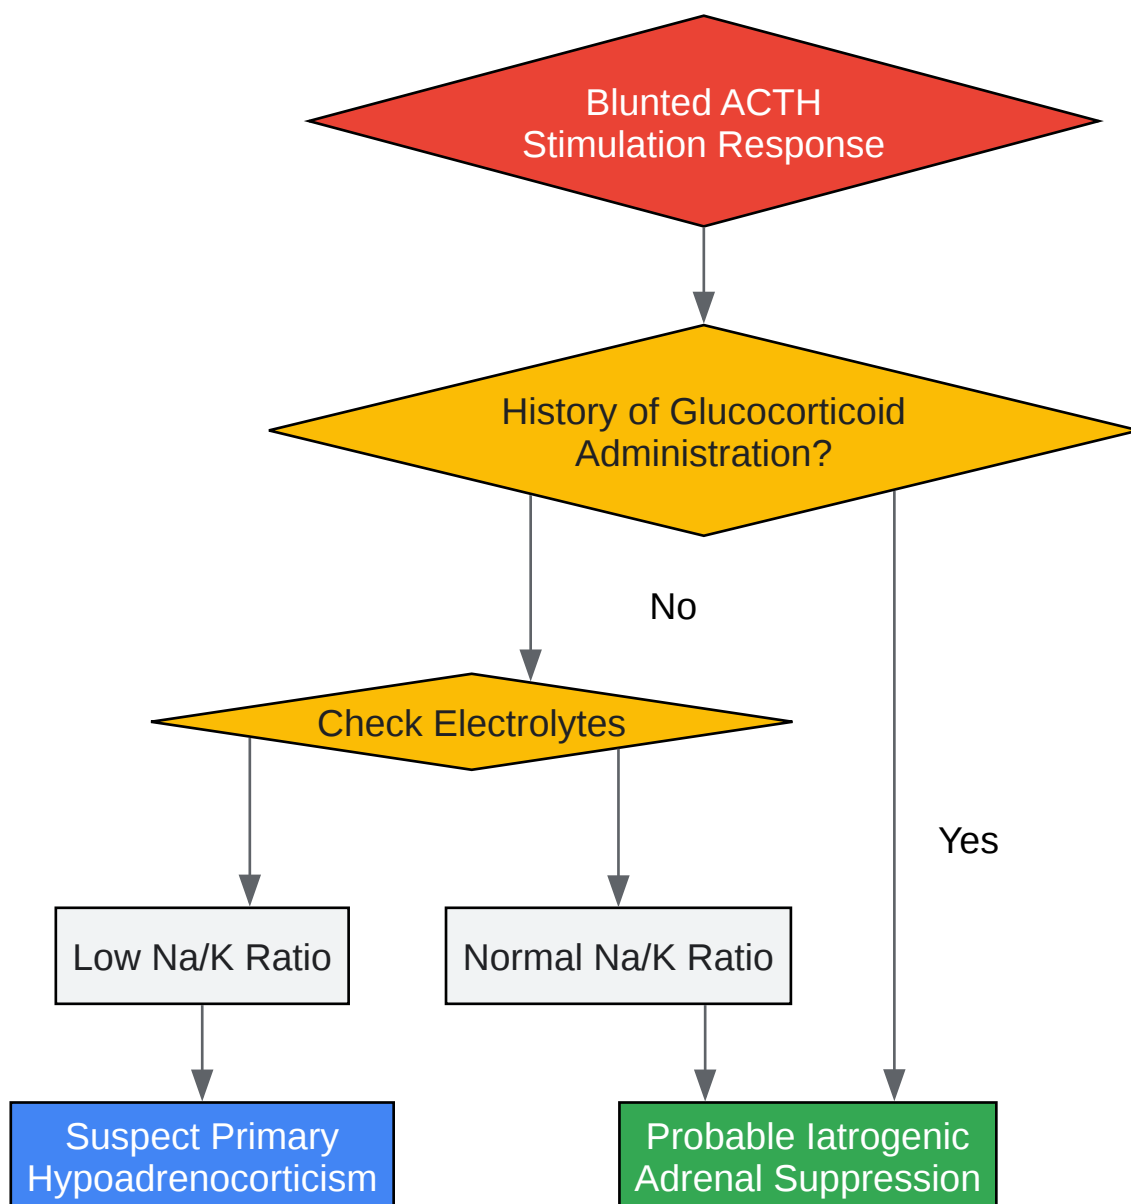 Blunted ACTH
Stimulation Response
History of Glucocorticoid
Administration?
No
Check Electrolytes
Yes
Low Na/K Ratio
Normal Na/K Ratio
Suspect Primary
Hypoadrenocorticism
Probable Iatrogenic
Adrenal Suppression